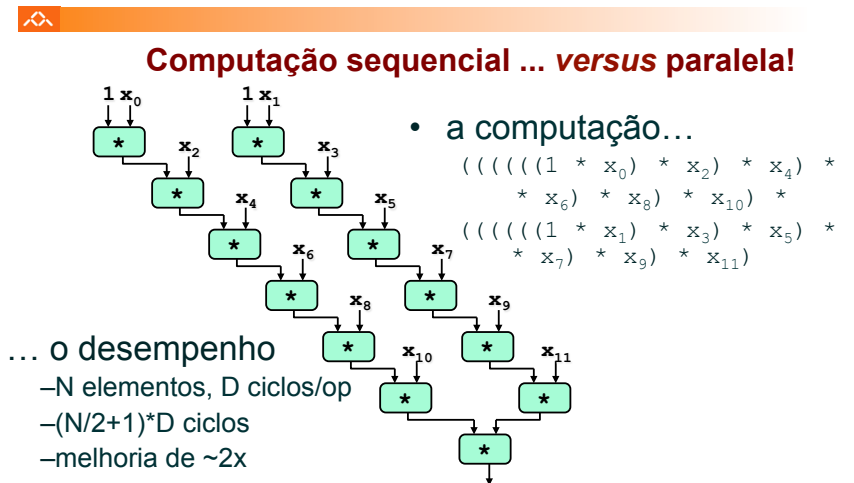 Computação sequencial ... versus paralela!
1 x₀
1 x₁
*
*
x₂
x₃
*
*
x₄
x₅
*
*
x₆
x₇
*
*
x₈
x₉
*
*
x₁₀
x₁₁
*
*
*
• a computação…
((((((1 * x₀) * x₂) * x₄) *
* x₆) * x₈) * x₁₀) *
((((((1 * x₁) * x₃) * x₅) *
* x₇) * x₉) * x₁₁)
… o desempenho
–N elementos, D ciclos/op
–(N/2+1)*D ciclos
–melhoria de ~2x